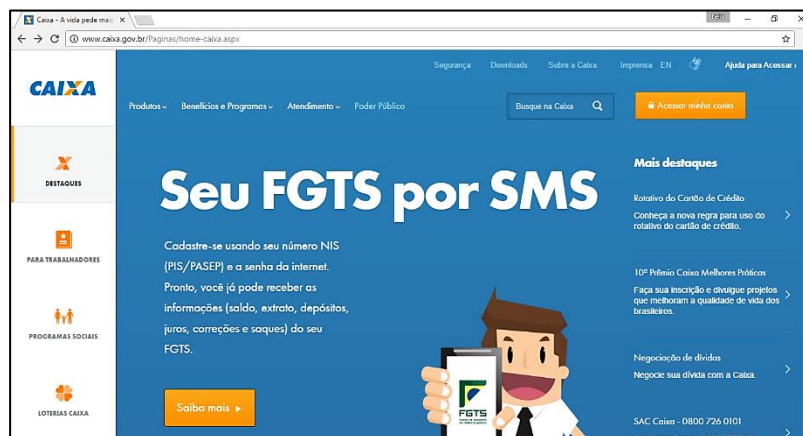 Caixa - A vida pede mais
www.caixa.gov.br/Paginas/home-caixa.aspx
Segurança Downloads Sobre a Caixa Imprensa EN Ajuda para Acessar
CAIXA
Produtos Benefícios e Programas Atendimento Poder Público
Busque na Caixa
Acessar minha conta
DESTAQUES
PARA TRABALHADORES
PROGRAMAS SOCIAIS
LOTERIAS CAIXA
Seu FGTS por SMS
Cadastre-se usando seu número NIS
(PIS/PASEP) e a senha da internet.
Pronto, você já pode receber as
informações (saldo, extrato, depósitos,
juros, correções e saques) do seu
FGTS.
Saiba mais
FGTS
Mais destaques
Rotativo do Cartão de Crédito
Conheça a nova regra para uso do
rotativo do cartão de crédito.
10º Prêmio Caixa Melhores Práticas
Faça sua inscrição e divulgue projetos
que melhoram a qualidade de vida dos
brasileiros.
Negociação de dívidas
Negocie sua dívida com a Caixa.
SAC Caixa - 0800 726 0101